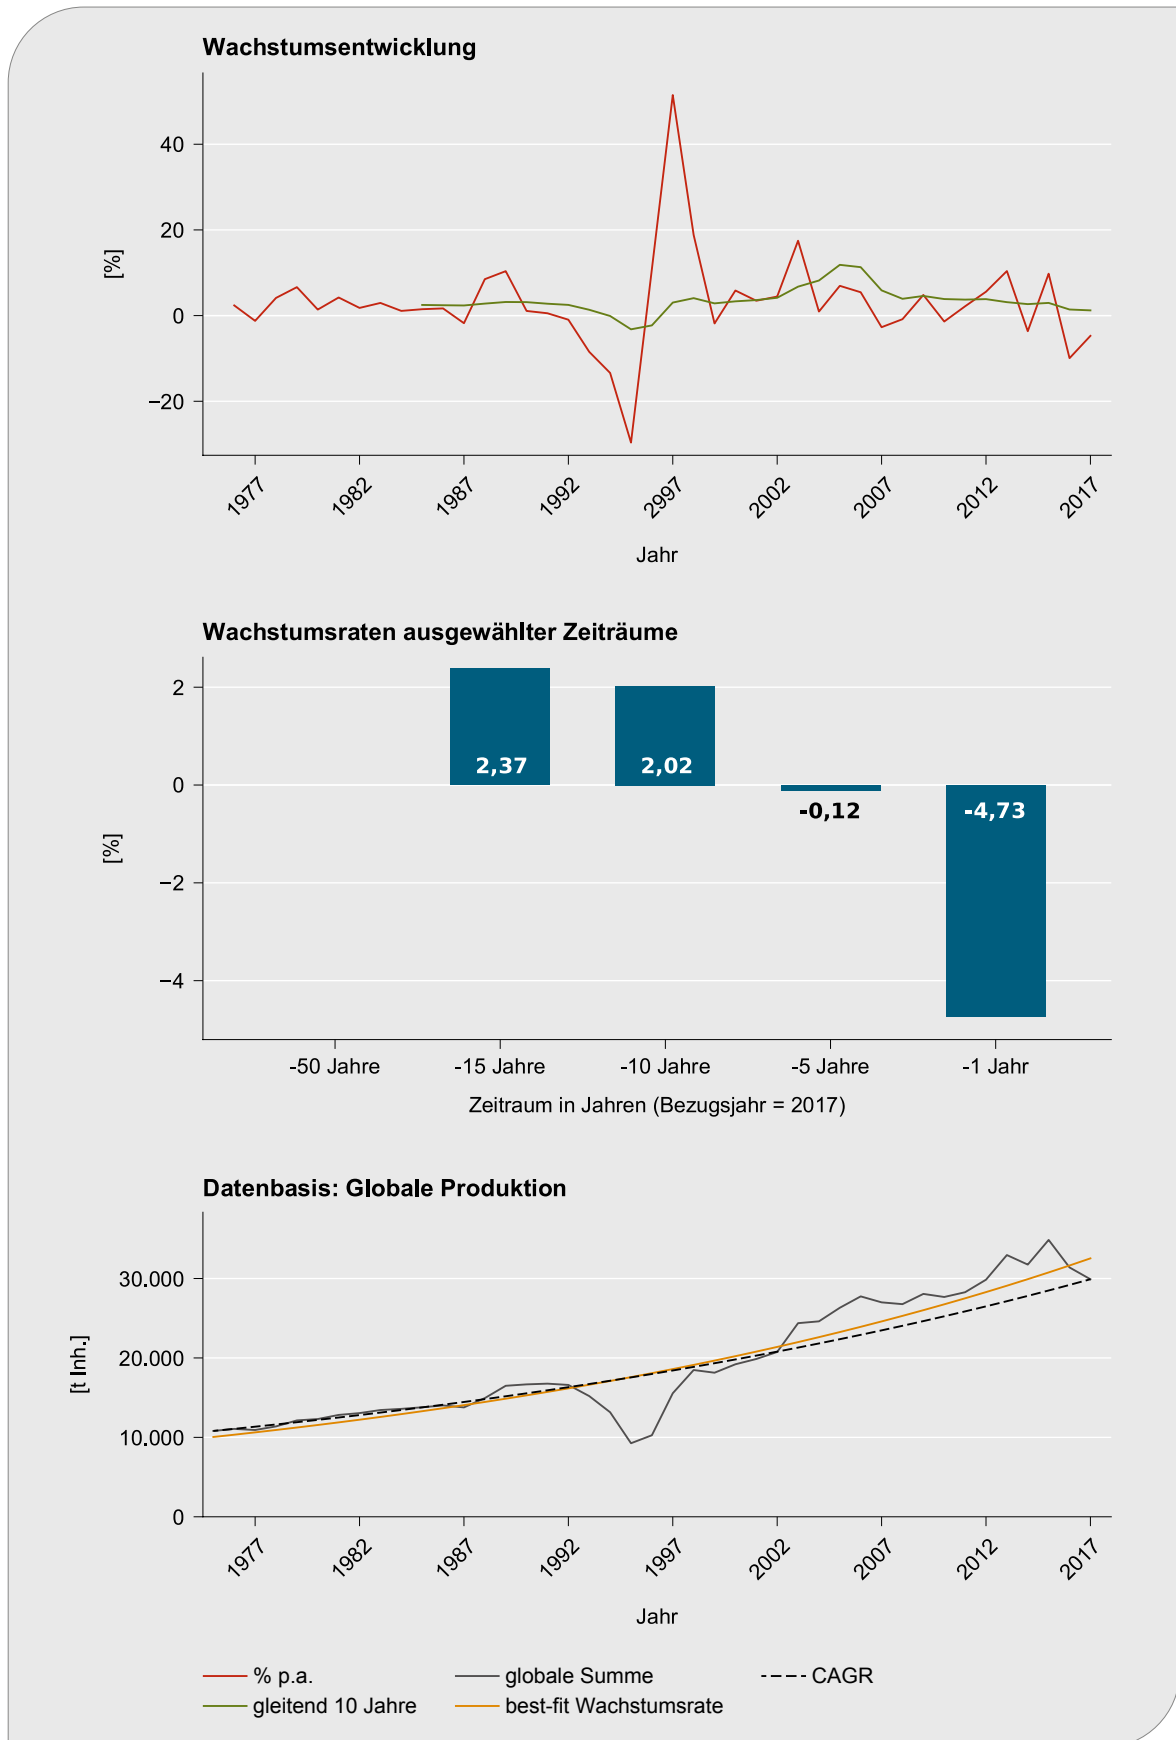 Wachstumsentwicklung
40
20
0
−20
[%]
1977 1982 1987 1992 2997 2002 2007 2012 2017
Jahr
Wachstumsraten ausgewählter Zeiträume
2
0
−2
−4
[%]
2,37 2,02 -0,12 -4,73
-50 Jahre -15 Jahre -10 Jahre -5 Jahre -1 Jahr
Zeitraum in Jahren (Bezugsjahr = 2017)
Datenbasis: Globale Produktion
30.000
20.000
10.000
0
[t Inh.]
1977 1982 1987 1992 1997 2002 2007 2012 2017
Jahr
% p.a. globale Summe CAGR
gleitend 10 Jahre best-fit Wachstumsrate